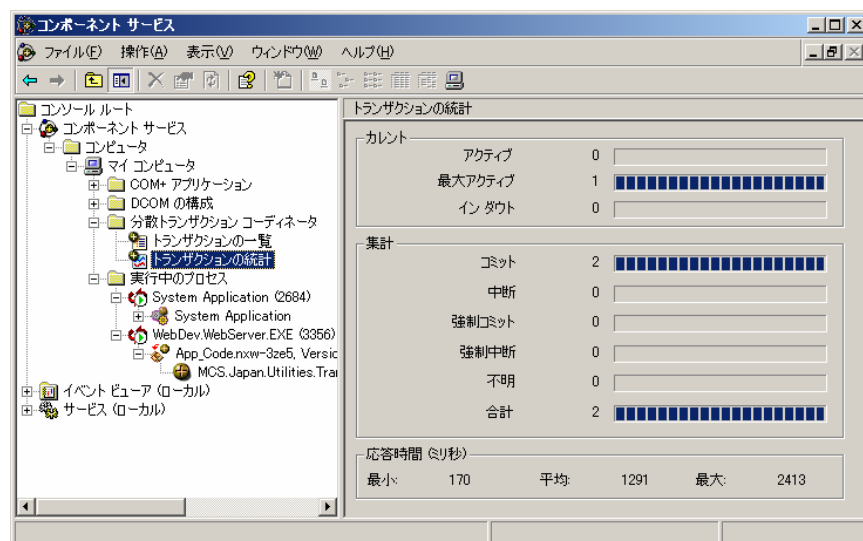 コンポーネント サービス
ファイル(F) 操作(A) 表示(V) ウィンドウ(W) ヘルプ(H)
コンソール ルート
コンポーネント サービス
コンピュータ
マイ コンピュータ
COM+ アプリケーション
DCOM の構成
分散トランザクション コーディネータ
トランザクションの一覧
トランザクションの統計
実行中のプロセス
System Application (2684)
System Application
WebDev.WebServer.EXE (3356)
App_Code.nxw-3ze5, Versic
MCS.Japan.Utilities.Trar
イベント ビューア (ローカル)
サービス (ローカル)
トランザクションの統計
カレント
アクティブ 0
最大アクティブ 1
イン ダウト 0
集計
コミット 2
中断 0
強制コミット 0
強制中断 0
不明 0
合計 2
応答時間 (ミリ秒)
最小: 170 平均: 1291 最大: 2413